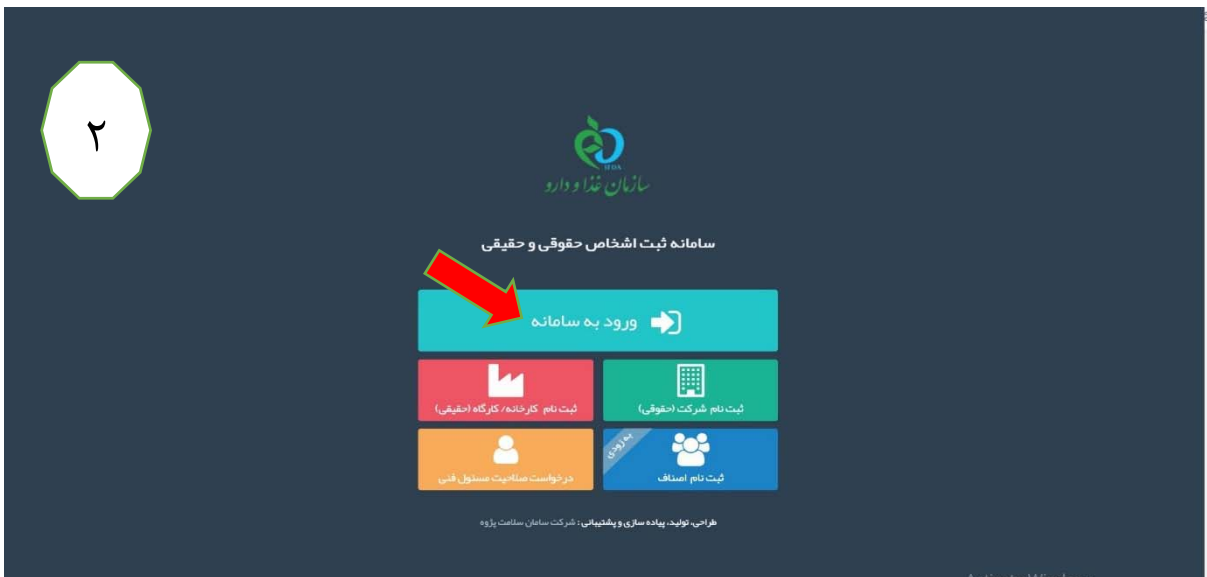 ۲
IFDA
سازمان غذا و دارو
سامانه ثبت اشخاص حقوقی و حقیقی
ورود به سامانه
ثبت نام شرکت (حقوقی)
ثبت نام کارخانه/ کارگاه (حقیقی)
به زودی
ثبت نام اصناف
درخواست صلاحیت مسئول فنی
طراحی، تولید، پیاده سازی و پشتیبانی : شرکت سامان سلامت پژوه